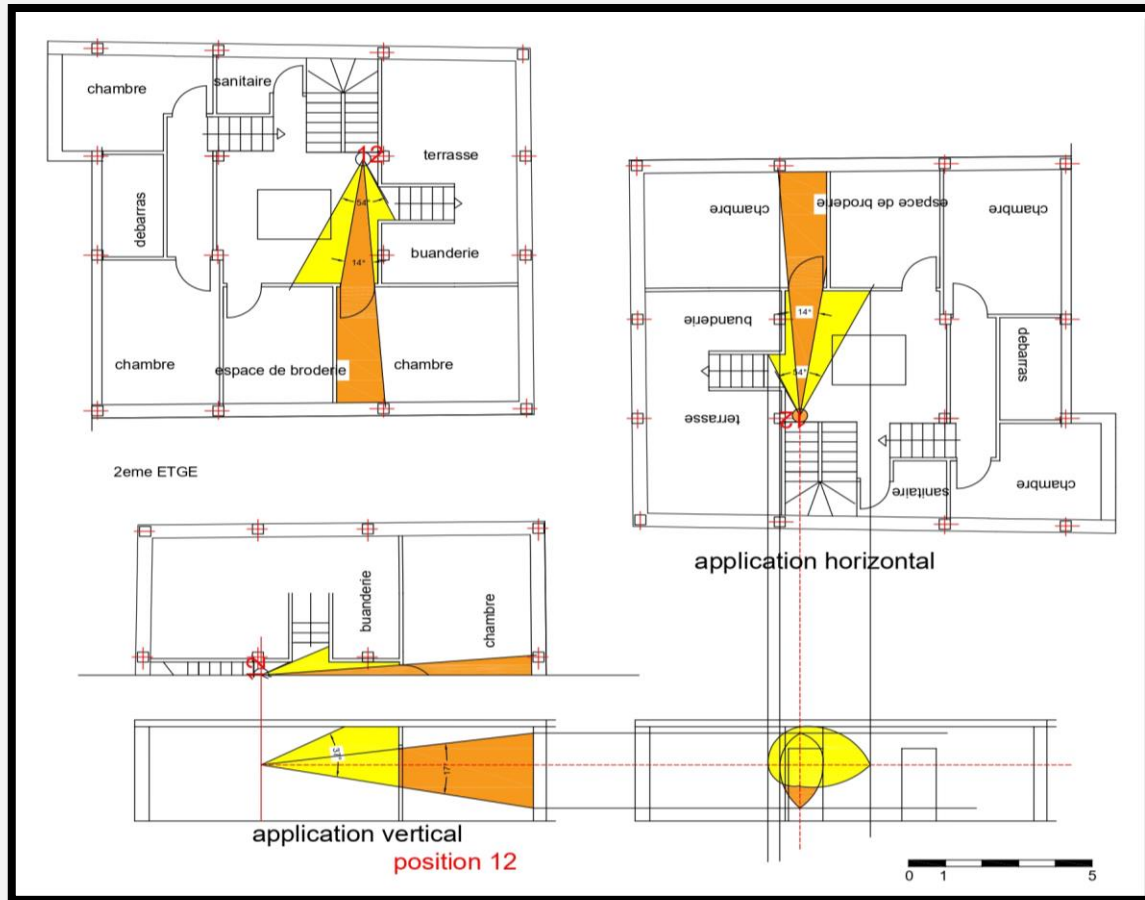 chambre
sanitaire
12
terrasse
debarras
54°
buanderie
14°
chambre
espace de broderie
chambre
2eme ETGE
chambre
espace de broderie
chambre
buanderie
14°
54°
debarras
terrasse
12
sanitaire
chambre
application horizontal
buanderie
chambre
12
17°
application vertical
position 12
0 1 5